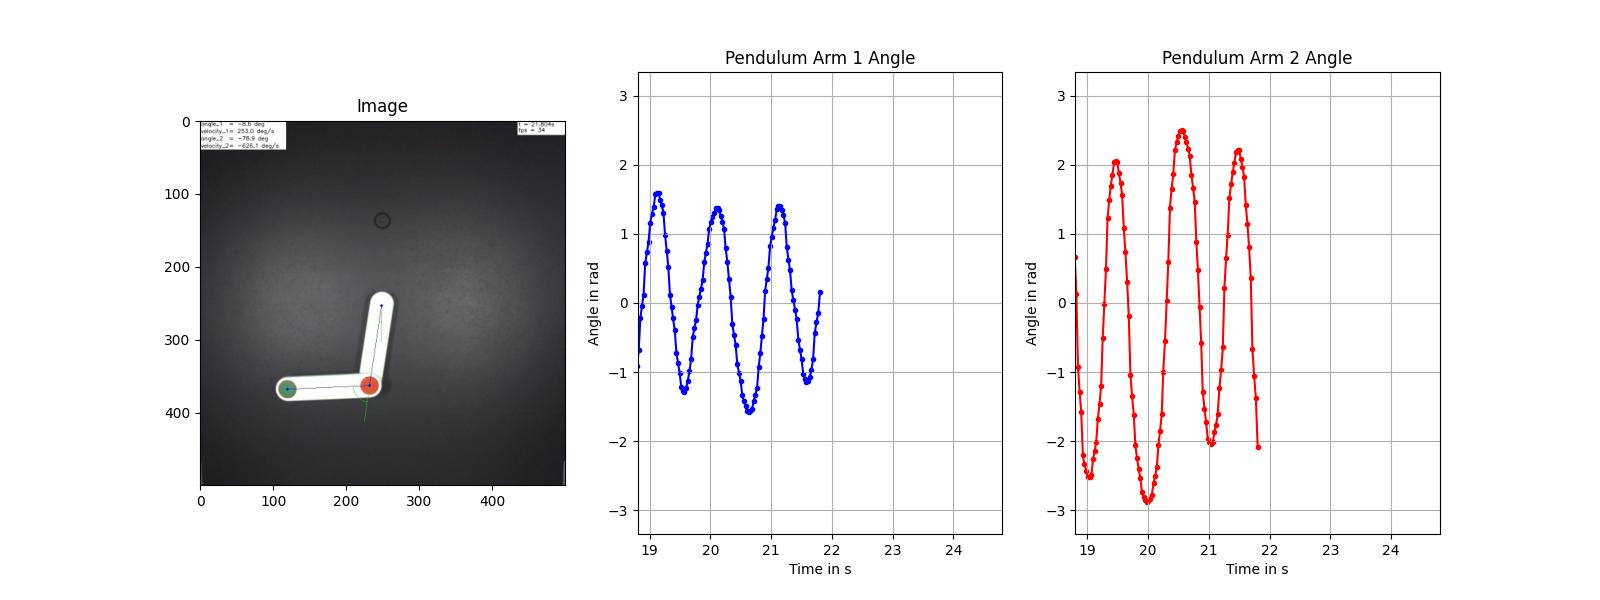 Image
Pendulum Arm 1 Angle
Pendulum Arm 2 Angle
angle_1 = -8.6 deg
velocity_1= 253.0 deg/s
angle_2 = -78.9 deg
velocity_2= -626.1 deg/s
t = 21.804s
fps = 34
0
100
200
300
400
0
100
200
300
400
Angle in rad
3
2
1
0
−1
−2
−3
19
20
21
22
23
24
Time in s
Angle in rad
3
2
1
0
−1
−2
−3
19
20
21
22
23
24
Time in s